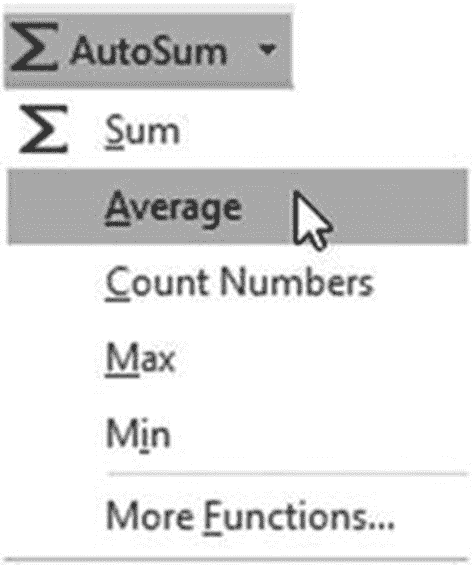 Σ AutoSum
Σ Sum
Average
Count Numbers
Max
Min
More Functions...